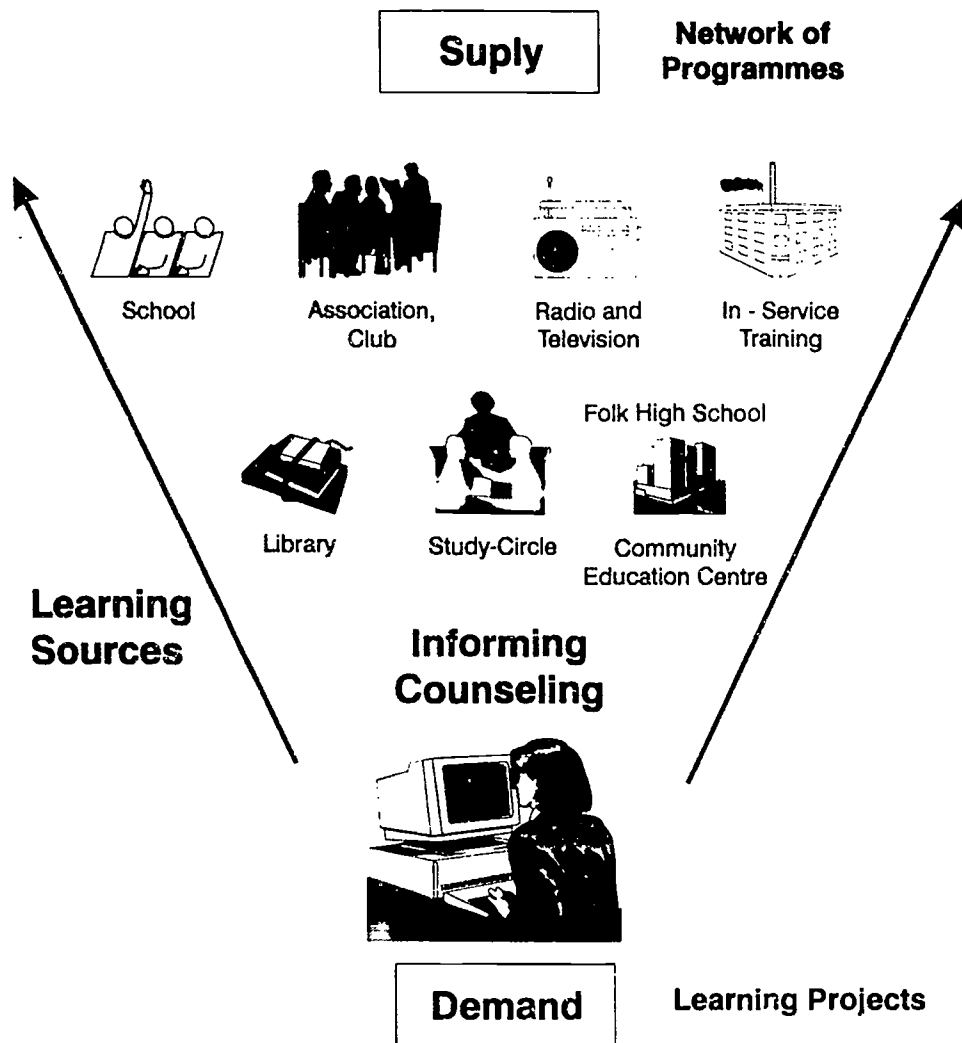 Suply
Network of
Programmes
School
Association,
Club
Radio and
Television
In - Service
Training
Library
Study-Circle
Folk High School
Community
Education Centre
Learning
Sources
Informing
Counseling
Demand
Learning Projects